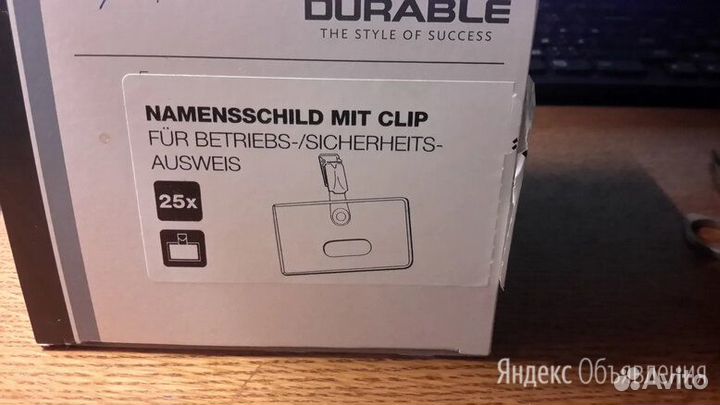 DURABLE
THE STYLE OF SUCCESS
NAMENSSCHILD MIT CLIP
FÜR BETRIEBS-/SICHERHEITS-
AUSWEIS
25x
Яндекс Объявления
Avito